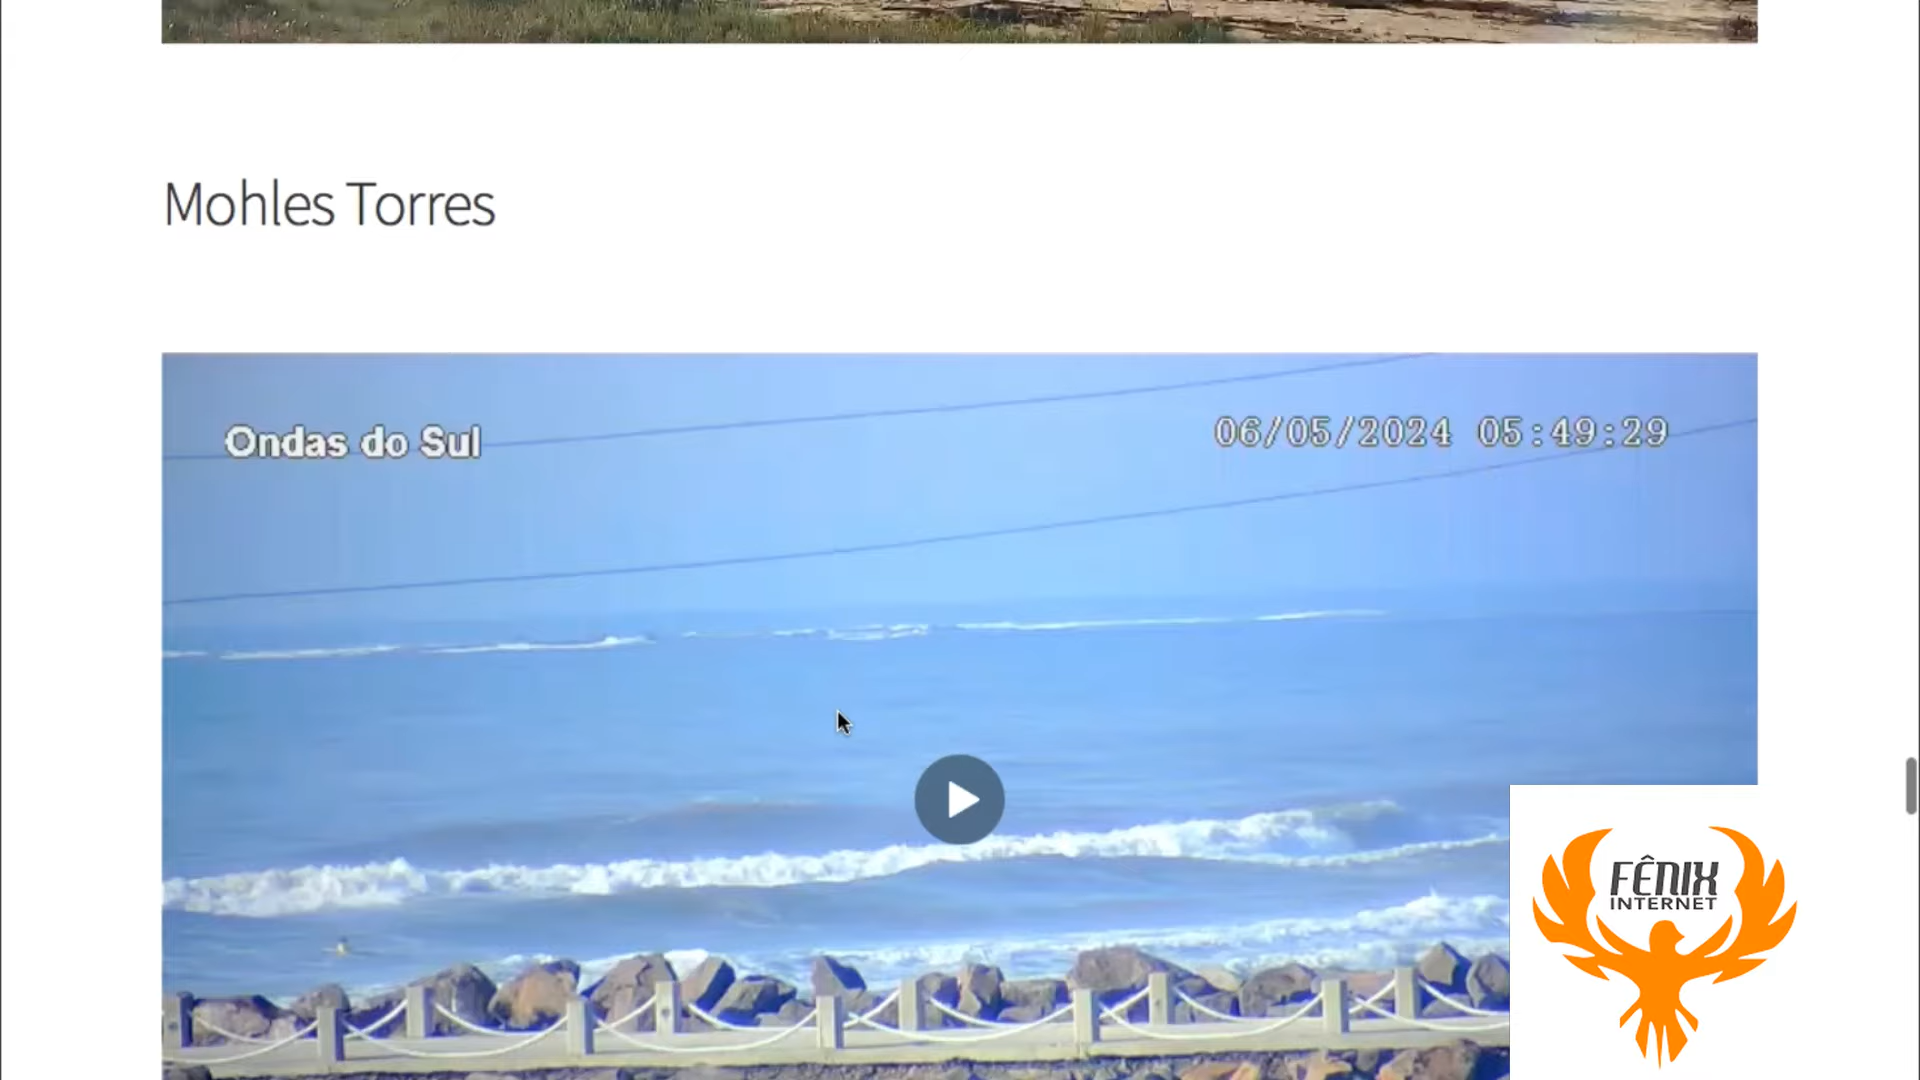 Mohles Torres
Ondas do Sul
06/05/2024 05:49:29
FÊNIX
INTERNET